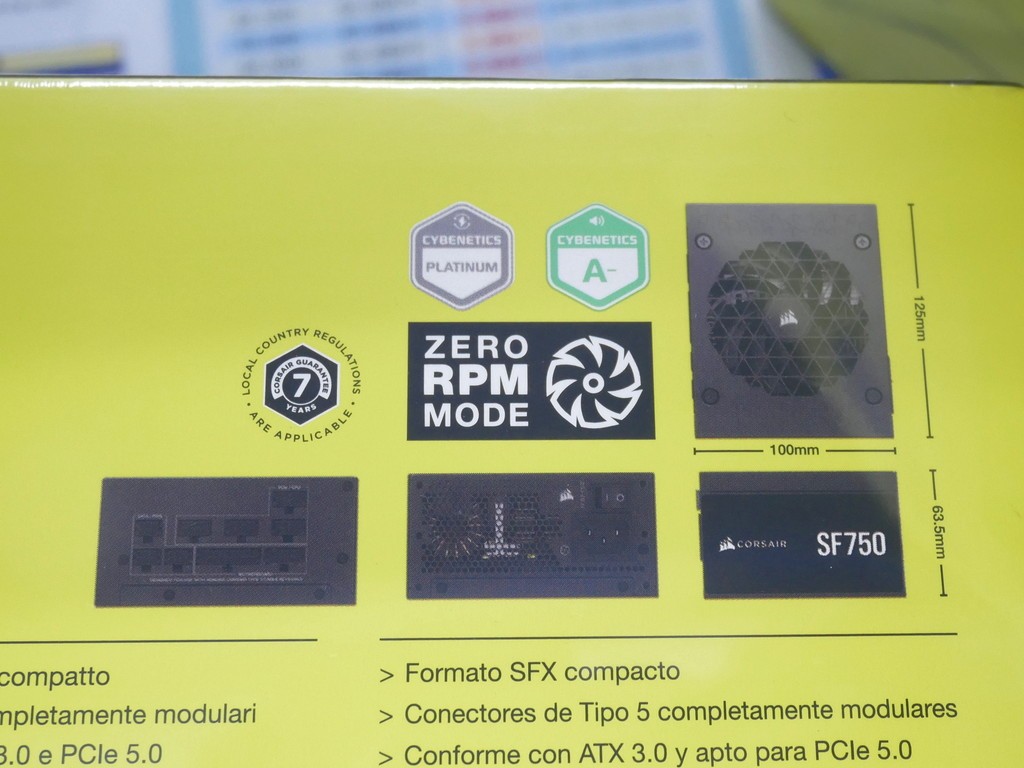 CYBENETICS
PLATINUM
CYBENETICS
A-
125mm
LOCAL COUNTRY REGULATIONS
• ARE APPLICABLE •
CORSAIR GUARANTEE
7
YEARS
ZERO
RPM
MODE
100mm
CORSAIR
SF750
63.5mm
compatto
mpletamente modulari
3.0 e PCIe 5.0
> Formato SFX compacto
> Conectores de Tipo 5 completamente modulares
> Conforme con ATX 3.0 y apto para PCIe 5.0